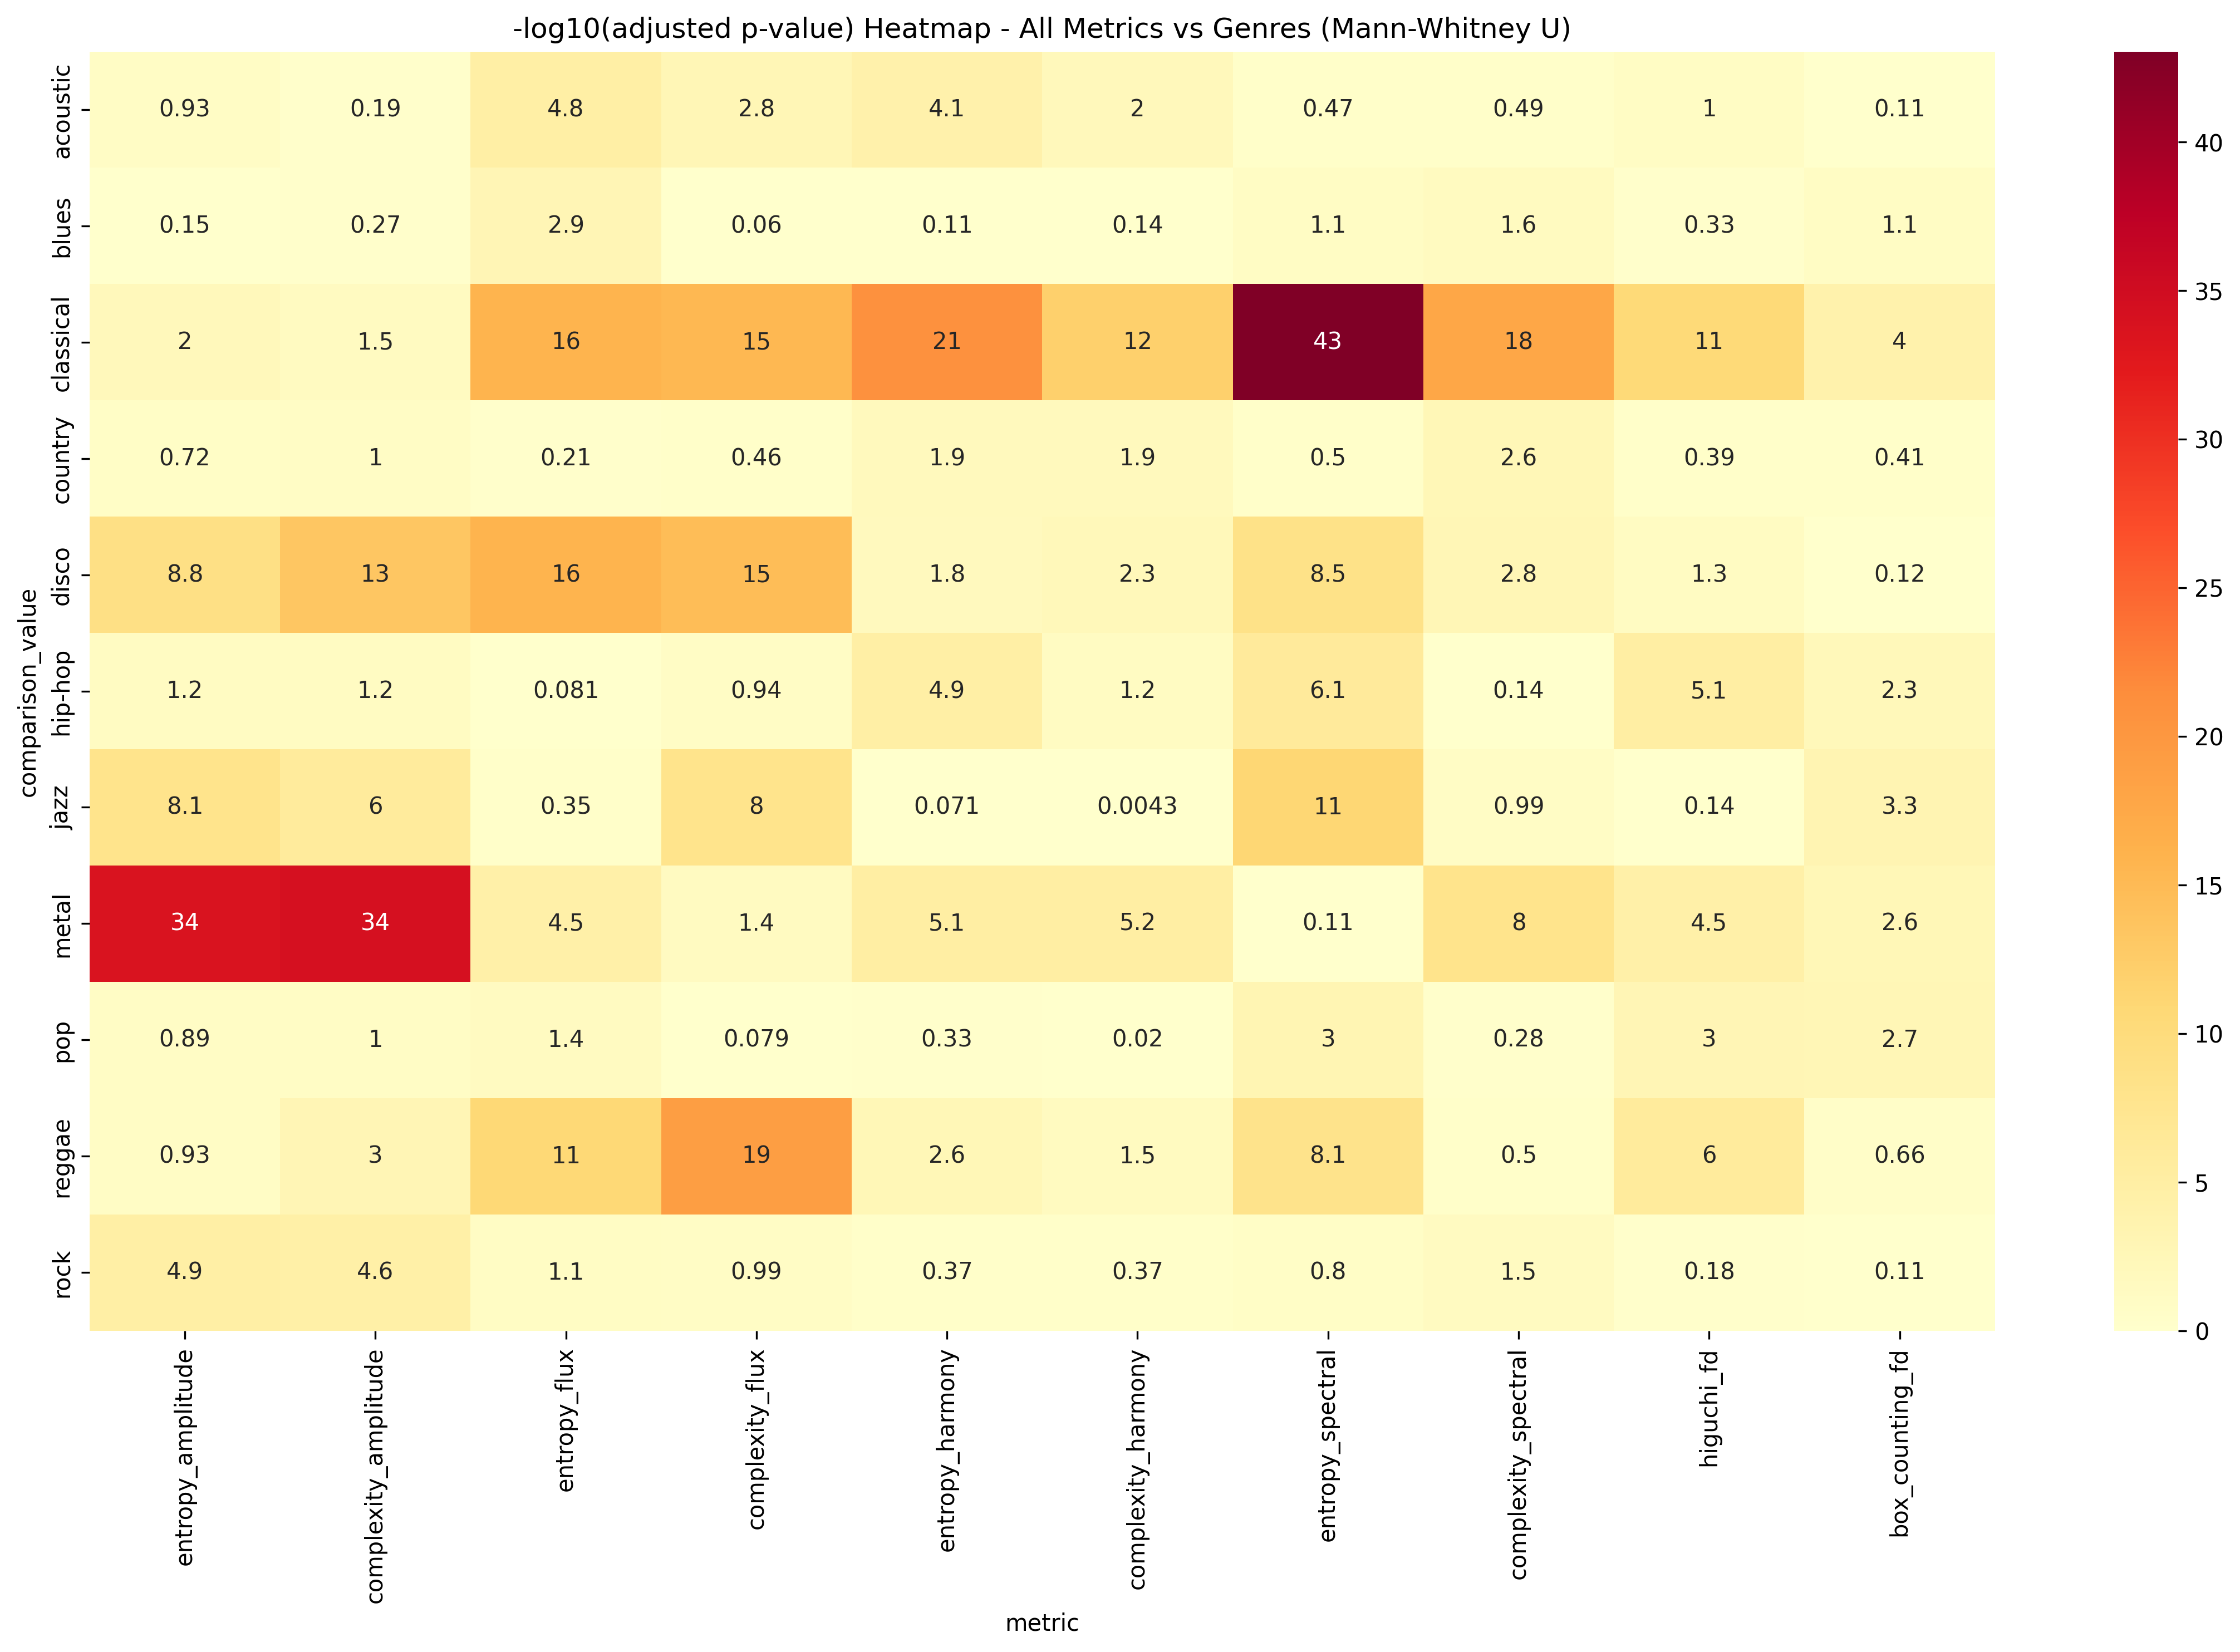 -log10(adjusted p-value) Heatmap - All Metrics vs Genres (Mann-Whitney U)
comparison_value
acoustic 0.93 0.19 4.8 2.8 4.1 2 0.47 0.49 1 0.11
blues 0.15 0.27 2.9 0.06 0.11 0.14 1.1 1.6 0.33 1.1
classical 2 1.5 16 15 21 12 43 18 11 4
country 0.72 1 0.21 0.46 1.9 1.9 0.5 2.6 0.39 0.41
disco 8.8 13 16 15 1.8 2.3 8.5 2.8 1.3 0.12
hip-hop 1.2 1.2 0.081 0.94 4.9 1.2 6.1 0.14 5.1 2.3
jazz 8.1 6 0.35 8 0.071 0.0043 11 0.99 0.14 3.3
metal 34 34 4.5 1.4 5.1 5.2 0.11 8 4.5 2.6
pop 0.89 1 1.4 0.079 0.33 0.02 3 0.28 3 2.7
reggae 0.93 3 11 19 2.6 1.5 8.1 0.5 6 0.66
rock 4.9 4.6 1.1 0.99 0.37 0.37 0.8 1.5 0.18 0.11
entropy_amplitude
complexity_amplitude
entropy_flux
complexity_flux
entropy_harmony
complexity_harmony
entropy_spectral
complexity_spectral
higuchi_fd
box_counting_fd
metric
40
35
30
25
20
15
10
5
0